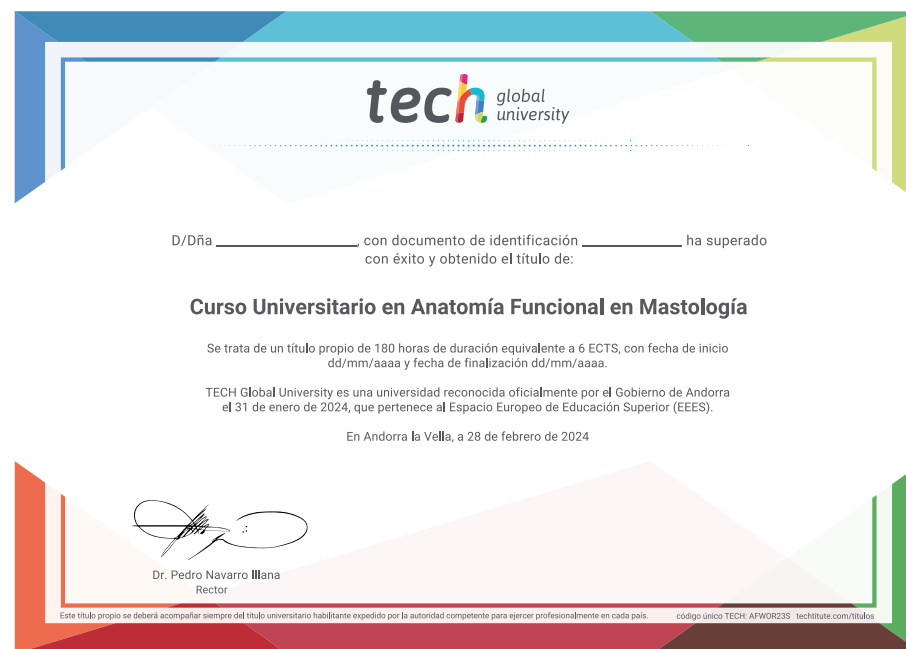 tech global university
D/Dña ______________, con documento de identificación __________ ha superado
con éxito y obtenido el título de:
Curso Universitario en Anatomía Funcional en Mastología
Se trata de un título propio de 180 horas de duración equivalente a 6 ECTS, con fecha de inicio
dd/mm/aaaa y fecha de finalización dd/mm/aaaa.
TECH Global University es una universidad reconocida oficialmente por el Gobierno de Andorra
el 31 de enero de 2024, que pertenece al Espacio Europeo de Educación Superior (EEES).
En Andorra la Vella, a 28 de febrero de 2024
Dr. Pedro Navarro Illana
Rector
Este título propio se deberá acompañar siempre del título universitario habilitante expedido por la autoridad competente para ejercer profesionalmente en cada país. código único TECH: AFWOR23S techtitute.com/titulos